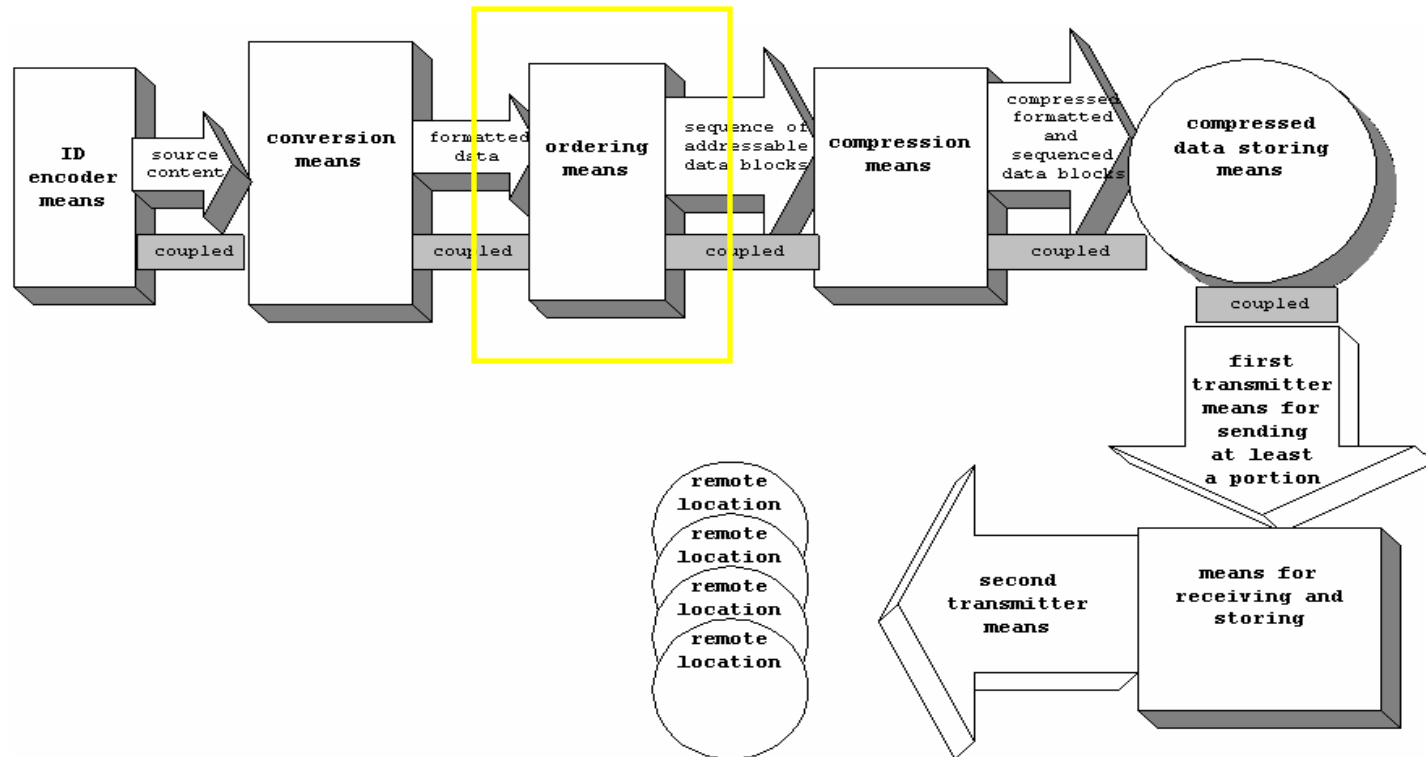 ID
encoder
means
source
content
coupled
conversion
means
formatted
data
coupled
ordering
means
sequence of
addressable
data blocks
coupled
compression
means
compressed
formatted
and
sequenced
data blocks
coupled
compressed
data storing
means
coupled
first
transmitter
means for
sending
at least
a portion
means for
receiving and
storing
second
transmitter
means
remote
location
remote
location
remote
location
remote
location